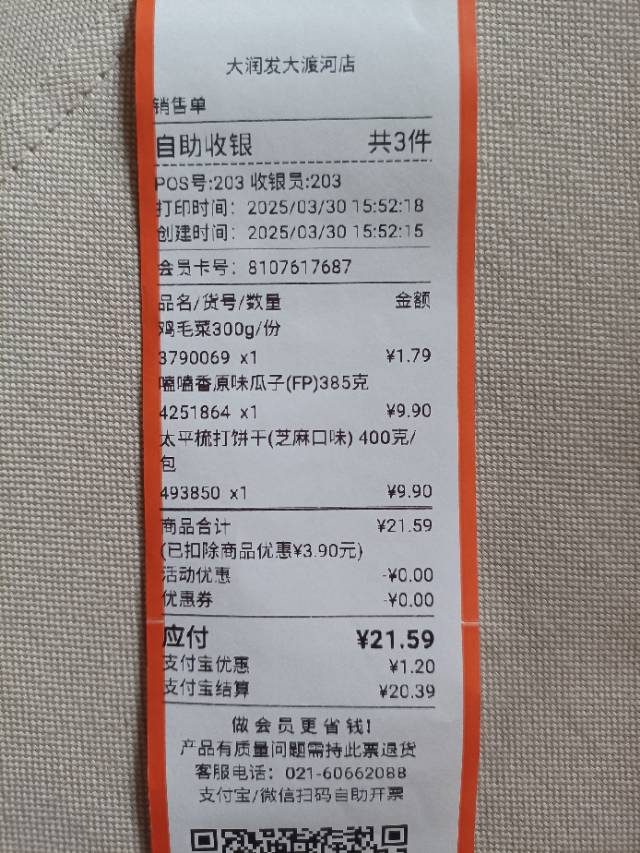 大润发大渡河店
销售单
自助收银 共3件
POS号:203 收银员:203
打印时间: 2025/03/30 15:52:18
创建时间: 2025/03/30 15:52:15
会员卡号: 8107617687
品名/货号/数量 金额
鸡毛菜300g/份
3790069 x1 ¥1.79
嗑嗑香原味瓜子(FP)385克
4251864 x1 ¥9.90
太平梳打饼干(芝麻口味) 400克/
包
493850 x1 ¥9.90
商品合计 ¥21.59
(已扣除商品优惠¥3.90元)
活动优惠 -¥0.00
优惠券 -¥0.00
应付 ¥21.59
支付宝优惠 ¥1.20
支付宝结算 ¥20.39
做会员更省钱!
产品有质量问题需持此票退货
客服电话: 021-60662088
支付宝/微信扫码自助开票